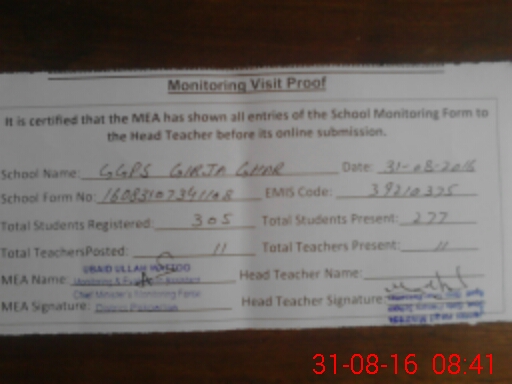 Monitoring Visit Proof
It is certified that the MEA has shown all entries of the School Monitoring Form to
the Head Teacher before its online submission.
School Name: GGPS GIRJA GHAR Date: 31-08-2016
School Form No: EMIS Code: 39210375
Total Students Registered: 305 Total Students Present: 277
Total TeachersPosted: 11 Total Teachers Present: 11
MEA Name: UBAID ULLAH Head Teacher Name:
Monitoring & Assistant
Chief Minister's Monitoring Force
MEA Signature: District Head Teacher Signature:
31-08-16 08:41